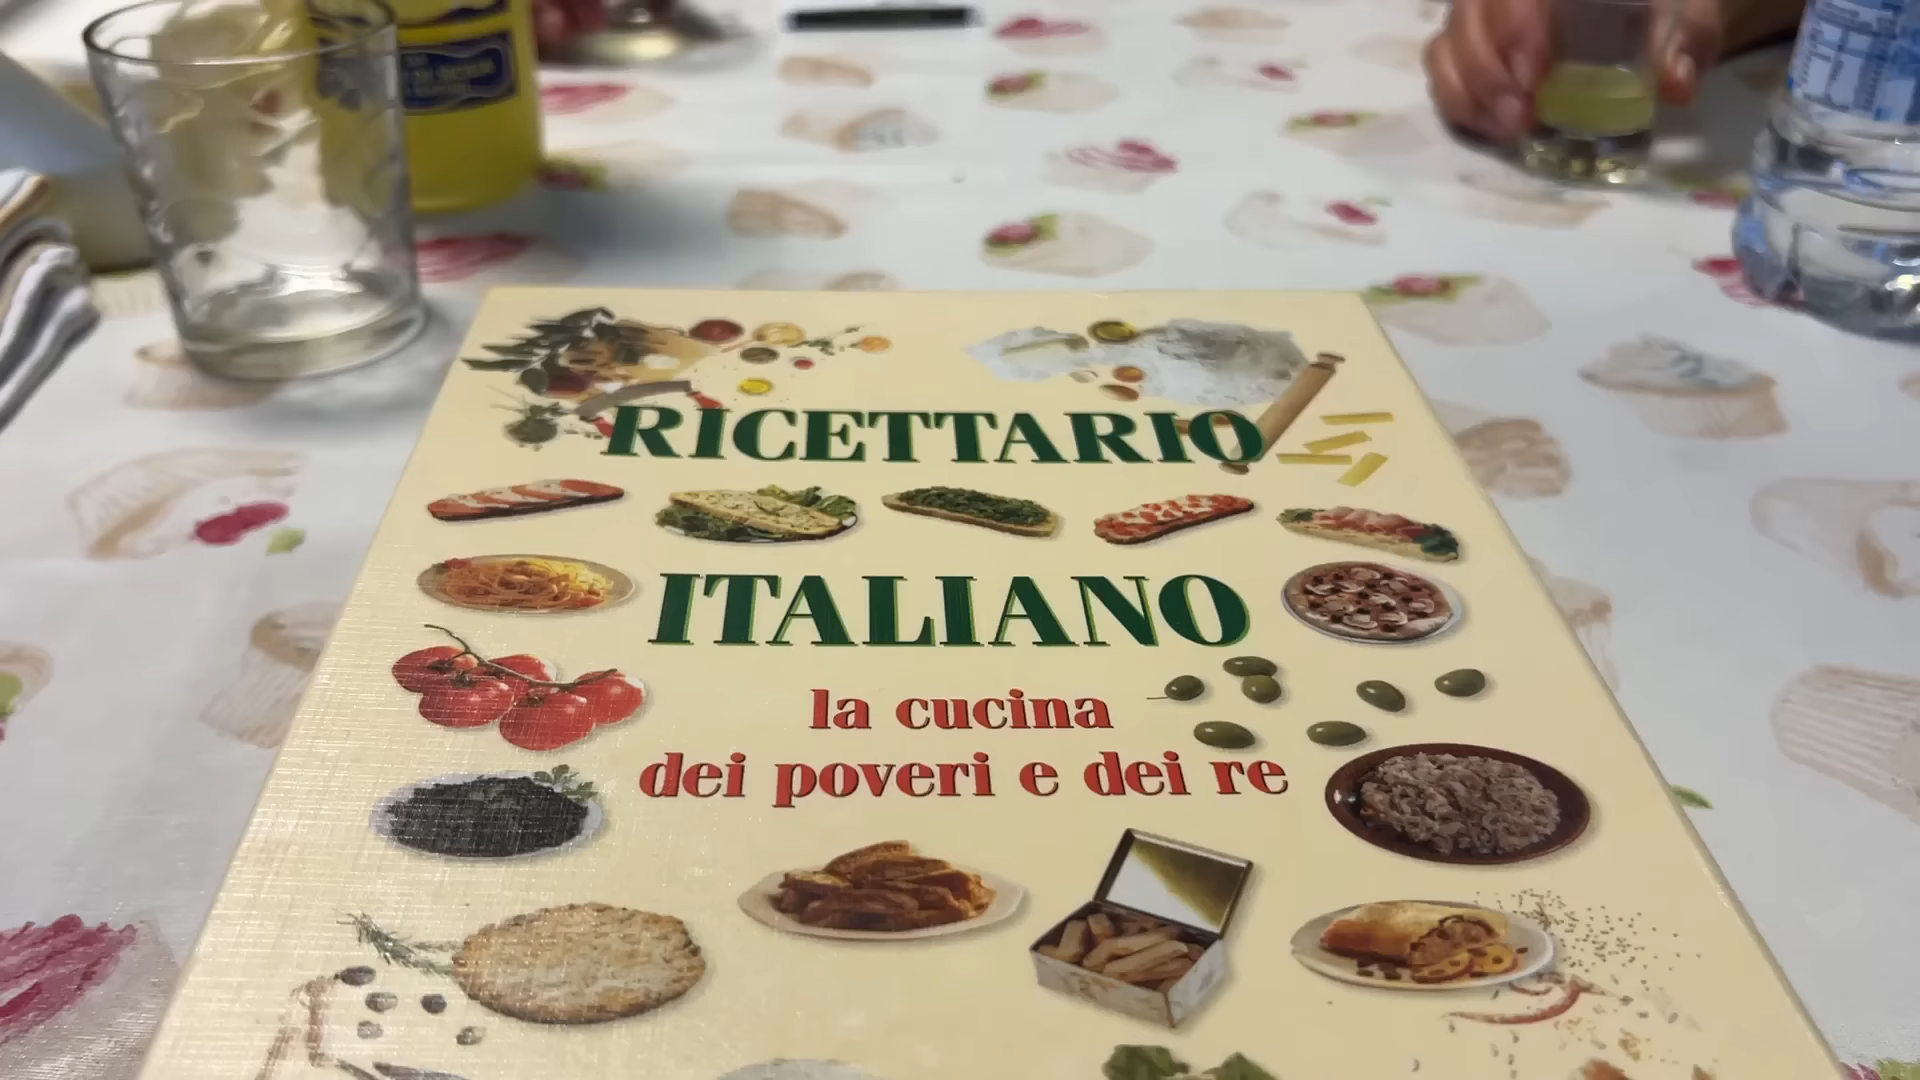 RICETTARIO
ITALIANO
la cucina
dei poveri e dei re